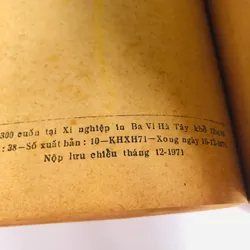 300 cuốn tại Xí nghiệp in Ba Vì Hà Tây khổ
: 38 – Số xuất bản : 10 – KHXH71 – Xong ngày
Nộp lưu chiểu tháng 12-1971